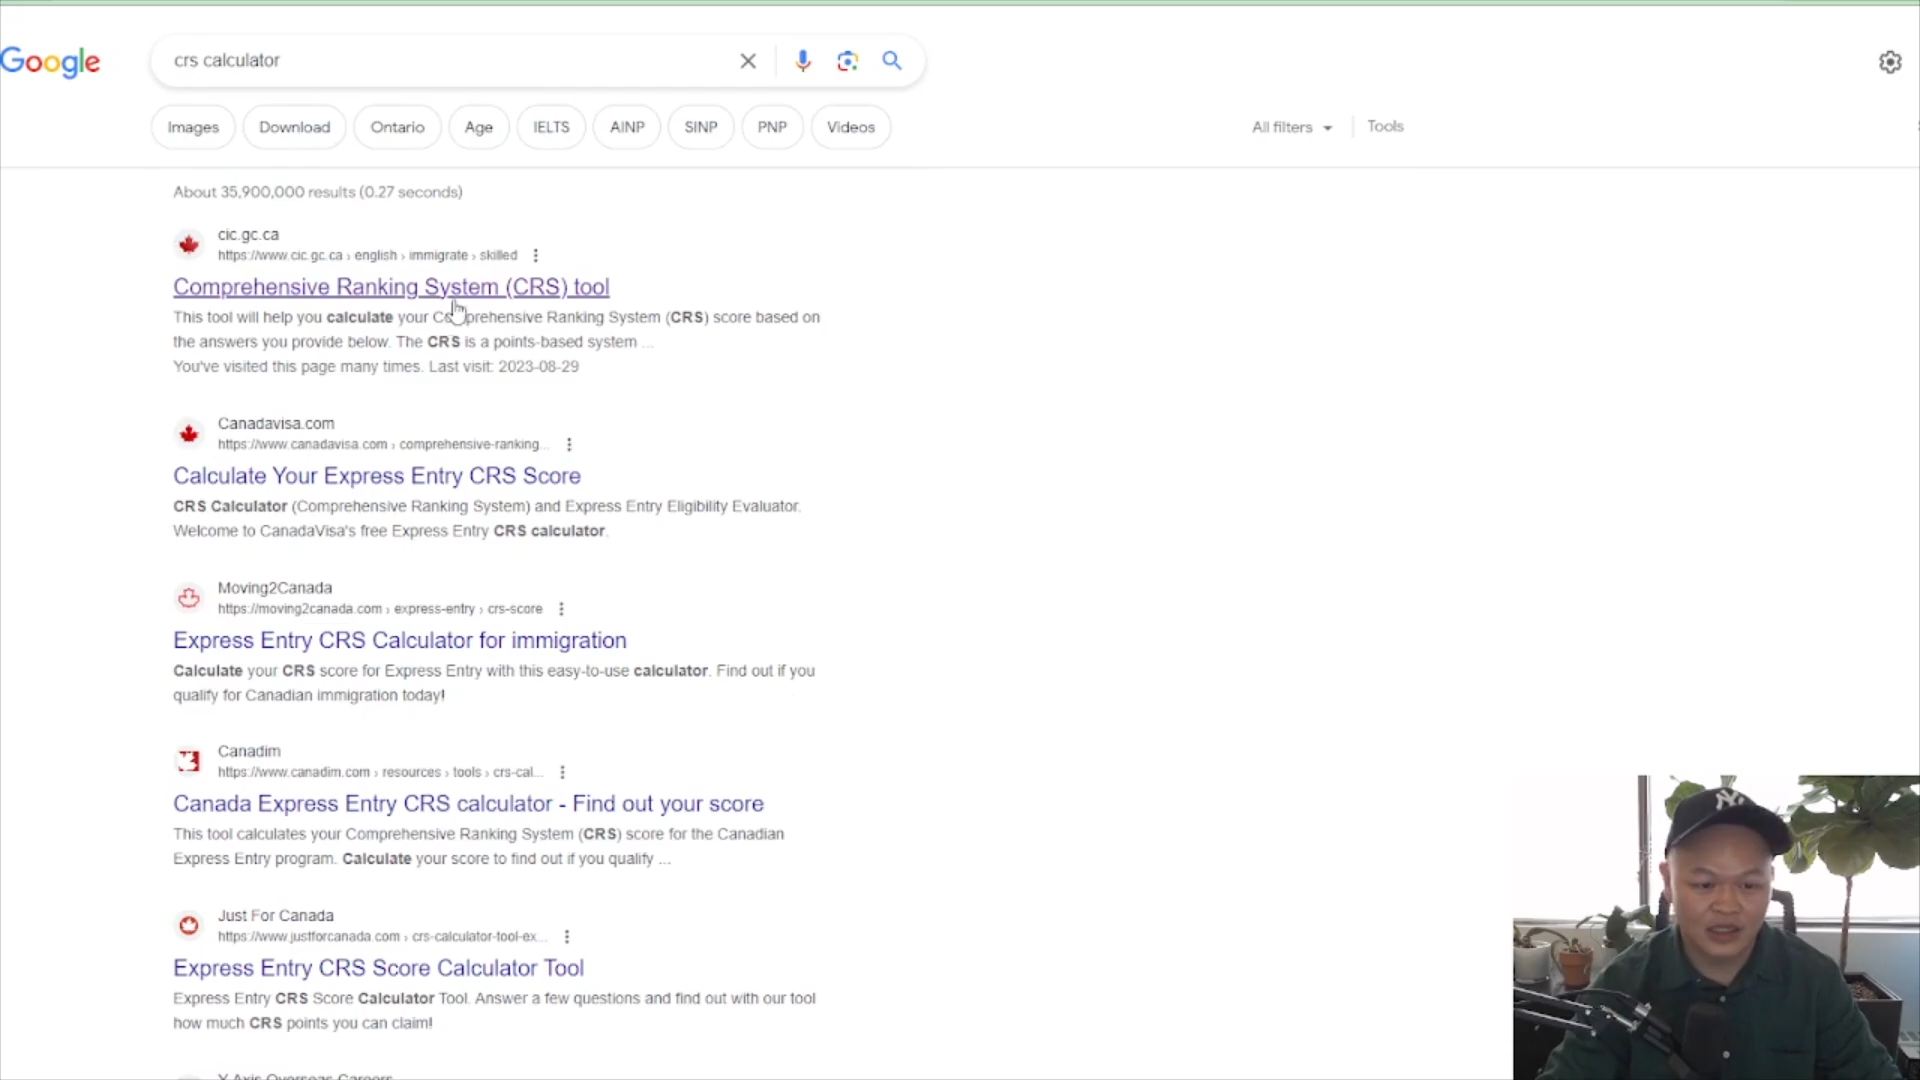 Google
crs calculator
Images
Download
Ontario
Age
IELTS
AINP
SINP
PNP
Videos
All filters
Tools
About 35,900,000 results (0.27 seconds)
cic.gc.ca
https://www.cic.gc.ca › english › immigrate › skilled
Comprehensive Ranking System (CRS) tool
This tool will help you calculate your Comprehensive Ranking System (CRS) score based on
the answers you provide below. The CRS is a points-based system ...
You've visited this page many times. Last visit: 2023-08-29
Canadavisa.com
https://www.canadavisa.com › comprehensive-ranking...
Calculate Your Express Entry CRS Score
CRS Calculator (Comprehensive Ranking System) and Express Entry Eligibility Evaluator.
Welcome to CanadaVisa's free Express Entry CRS calculator.
Moving2Canada
https://moving2canada.com › express-entry › crs-score
Express Entry CRS Calculator for immigration
Calculate your CRS score for Express Entry with this easy-to-use calculator. Find out if you
qualify for Canadian immigration today!
Canadim
https://www.canadim.com › resources › tools › crs-cal...
Canada Express Entry CRS calculator - Find out your score
This tool calculates your Comprehensive Ranking System (CRS) score for the Canadian
Express Entry program. Calculate your score to find out if you qualify ...
Just For Canada
https://www.justforcanada.com › crs-calculator-tool-ex...
Express Entry CRS Score Calculator Tool
Express Entry CRS Score Calculator Tool. Answer a few questions and find out with our tool
how much CRS points you can claim!
Y-Axis Overseas Careers
NY